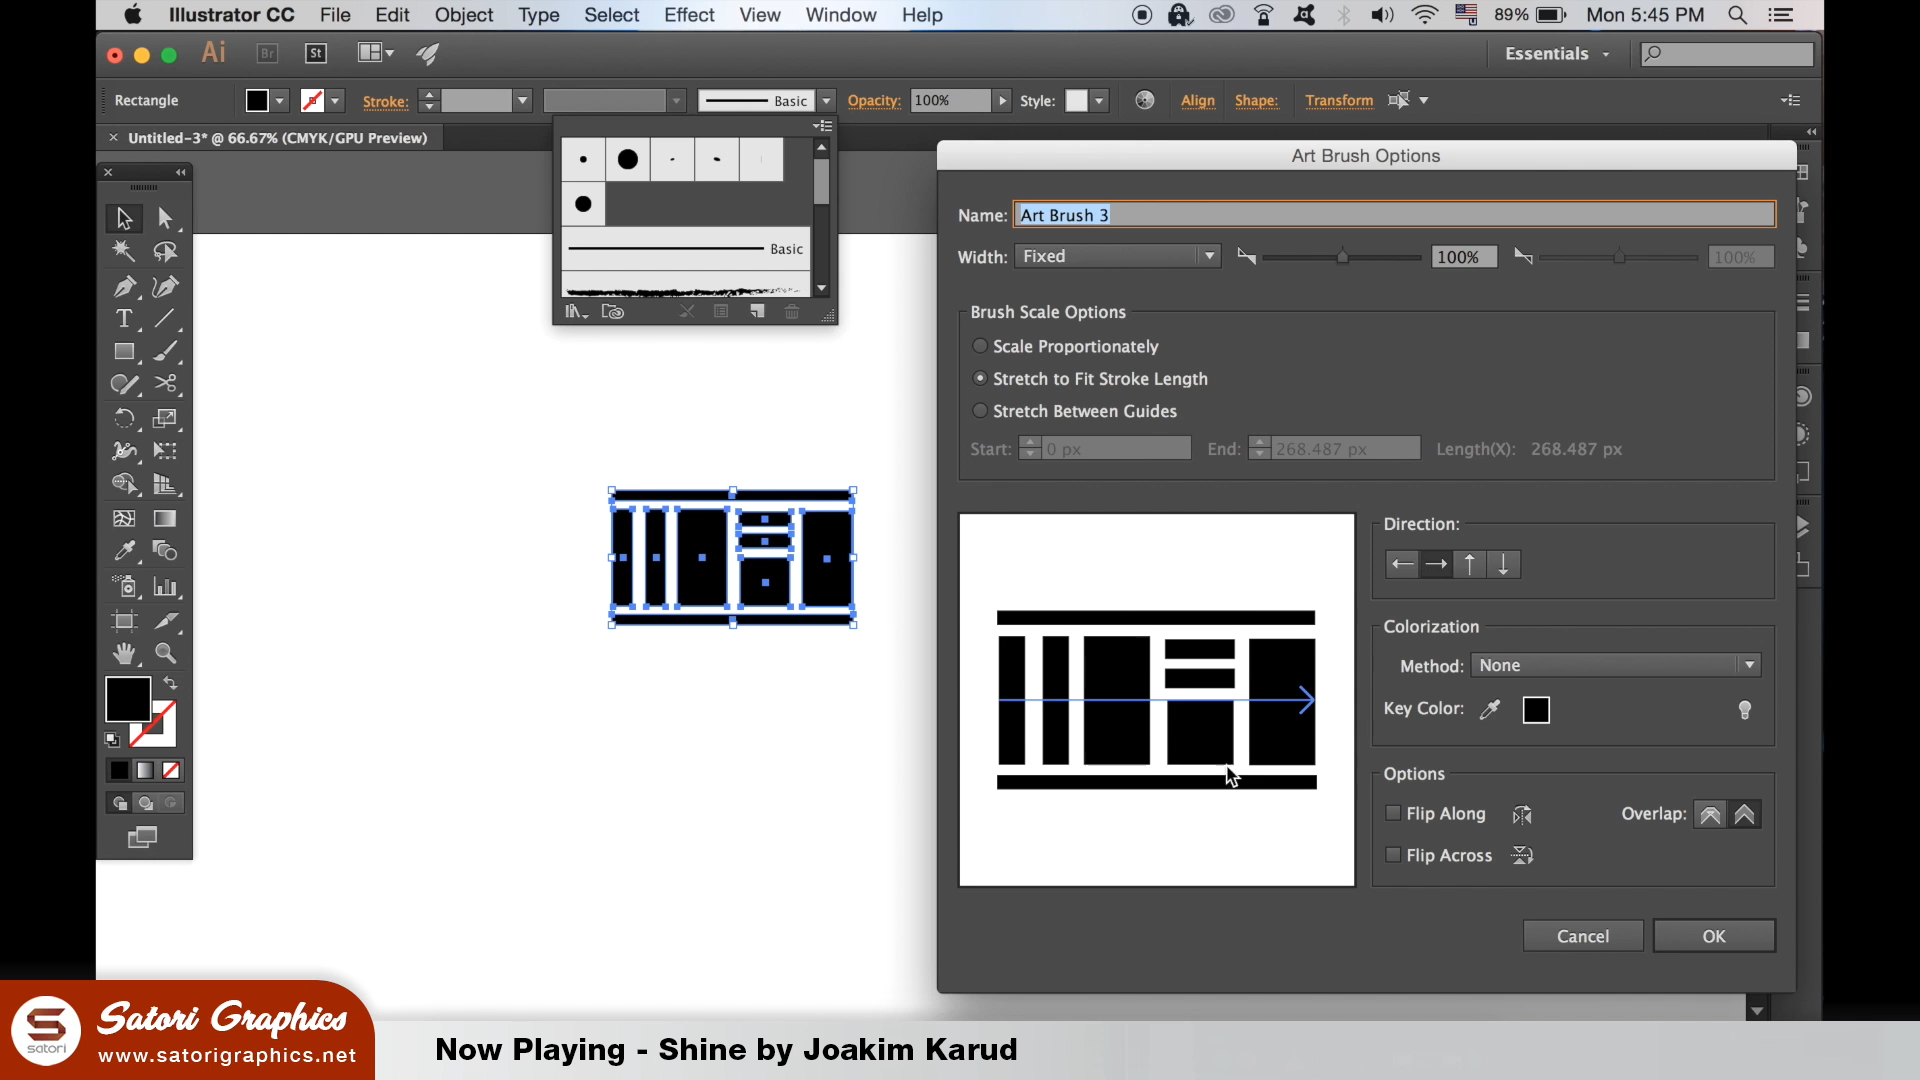 Illustrator CC File Edit Object Type Select Effect View Window Help 89% Mon 5:45 PM
Ai Br St Essentials
Rectangle Stroke: Basic Opacity: 100% Style: Align Shape: Transform
Untitled-3* @ 66.67% (CMYK/GPU Preview)
Basic
Art Brush Options
Name: Art Brush 3
Width: Fixed 100% 100%
Brush Scale Options
Scale Proportionately
Stretch to Fit Stroke Length
Stretch Between Guides
Start: 0 px End: 268.487 px Length(X): 268.487 px
Direction:
Colorization
Method: None
Key Color:
Options
Flip Along Overlap:
Flip Across
Cancel OK
Satori Graphics
satori
www.satorigraphics.net
Now Playing - Shine by Joakim Karud